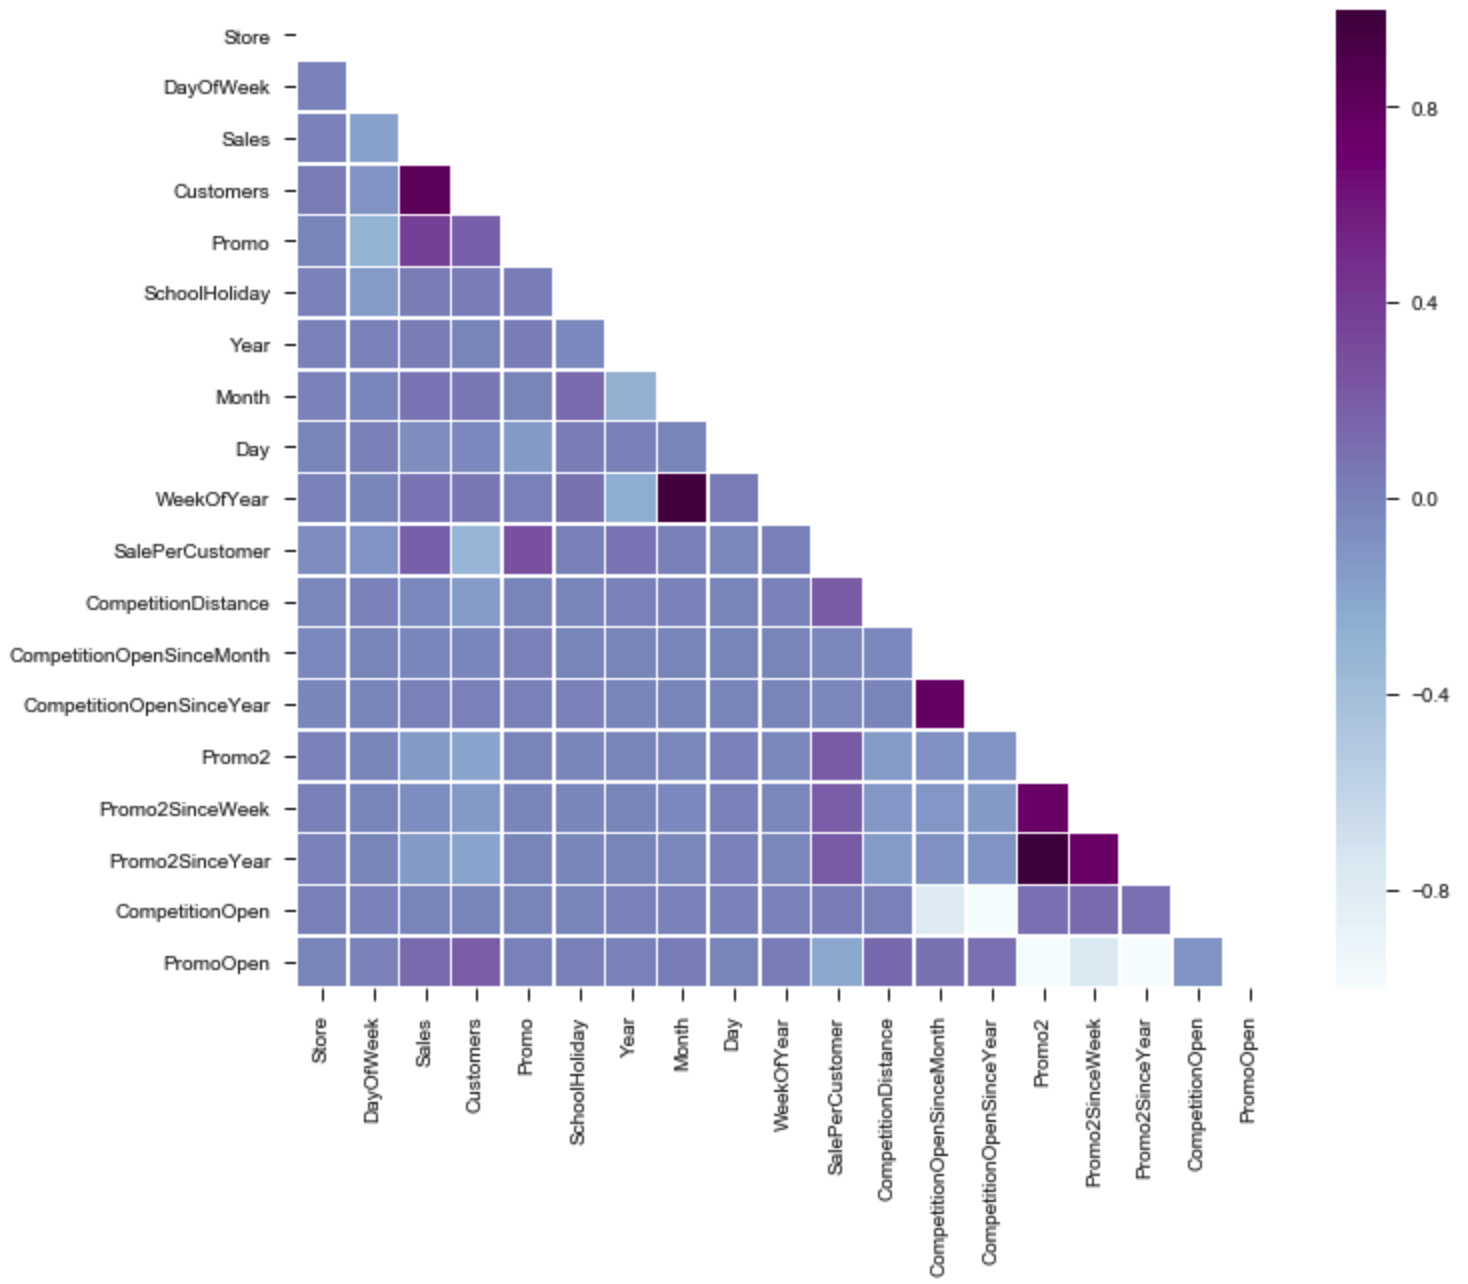 Store
DayOfWeek
Sales
Customers
Promo
SchoolHoliday
Year
Month
Day
WeekOfYear
SalePerCustomer
CompetitionDistance
CompetitionOpenSinceMonth
CompetitionOpenSinceYear
Promo2
Promo2SinceWeek
Promo2SinceYear
CompetitionOpen
PromoOpen
Store
DayOfWeek
Sales
Customers
Promo
SchoolHoliday
Year
Month
Day
WeekOfYear
SalePerCustomer
CompetitionDistance
CompetitionOpenSinceMonth
CompetitionOpenSinceYear
Promo2
Promo2SinceWeek
Promo2SinceYear
CompetitionOpen
PromoOpen
0.8
0.4
0.0
−0.4
−0.8